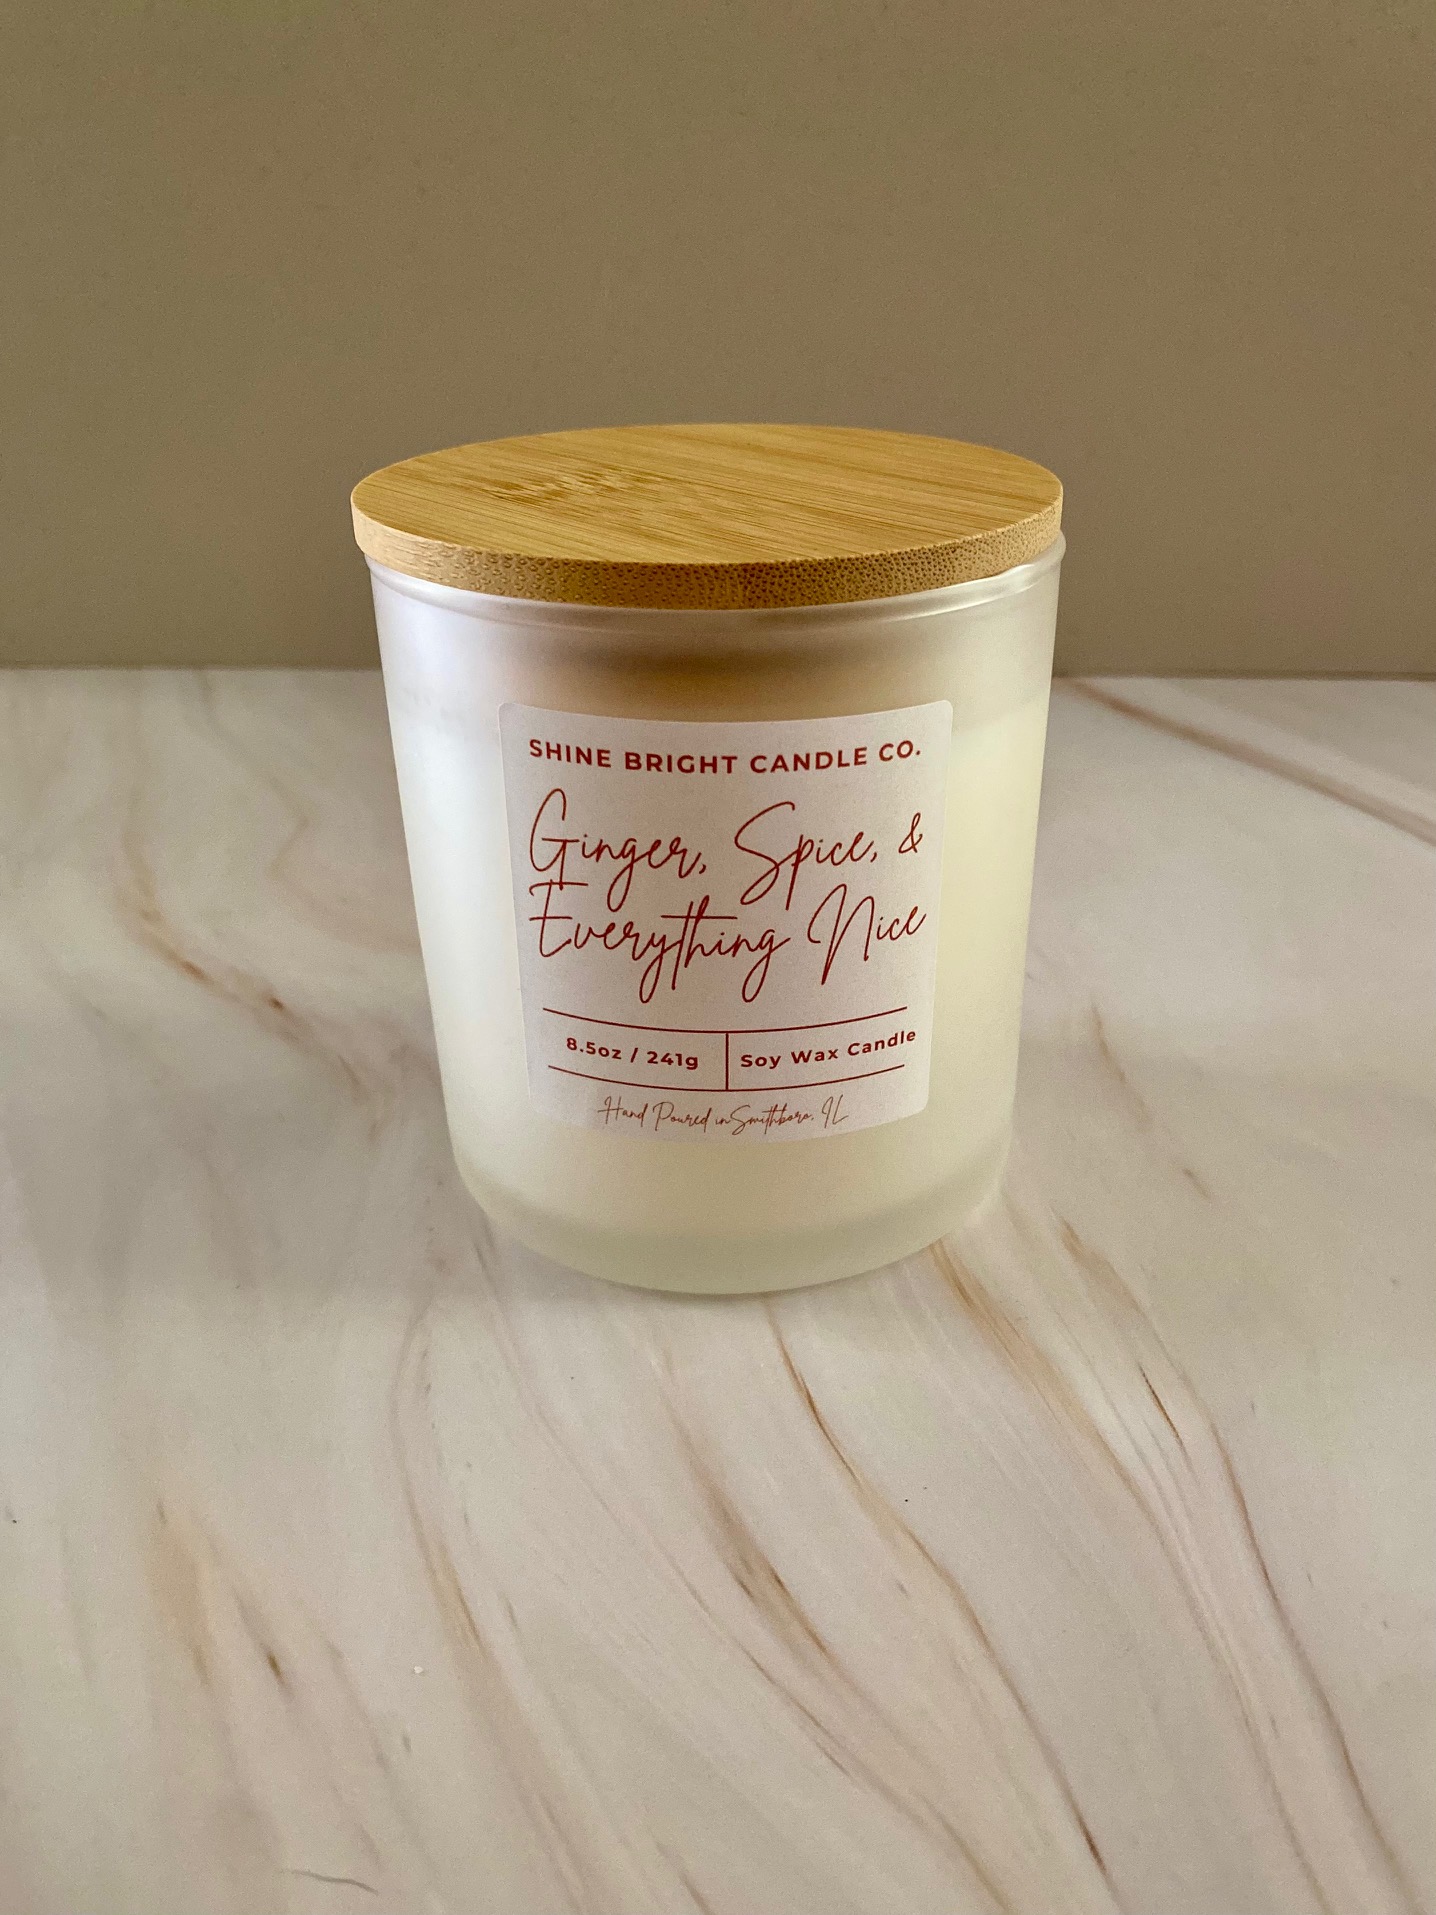 SHINE BRIGHT CANDLE CO.
Ginger, Spice, &
Everything Nice
8.5oz / 241g
Soy Wax Candle
Hand Poured in Smithboro, IL